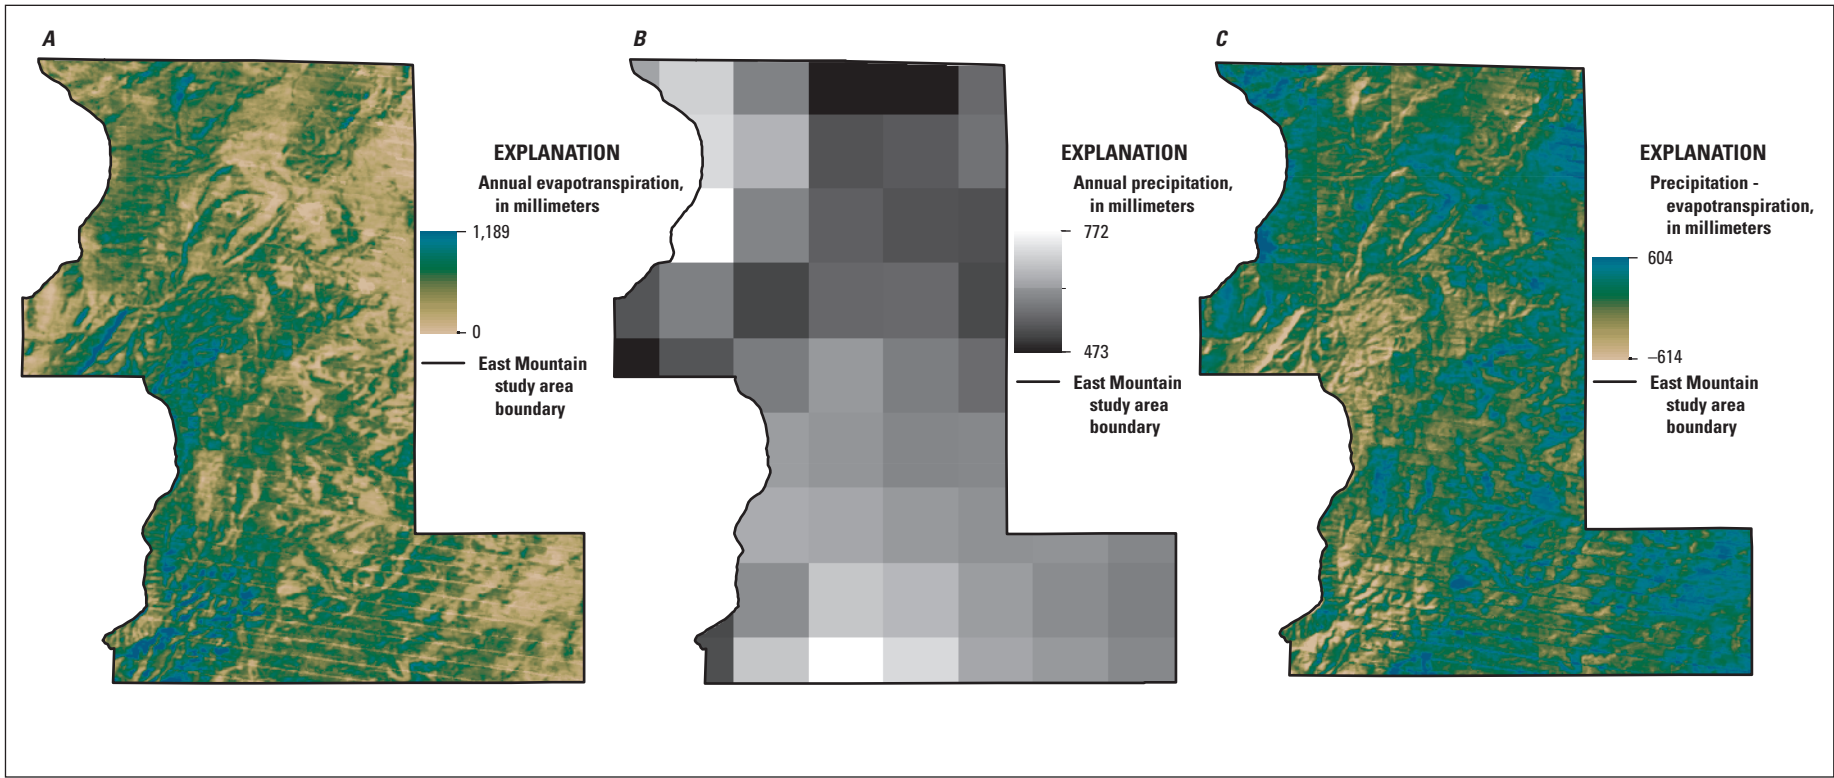 A
EXPLANATION
Annual evapotranspiration,
in millimeters
1,189
0
East Mountain
study area
boundary
B
EXPLANATION
Annual precipitation,
in millimeters
772
473
East Mountain
study area
boundary
C
EXPLANATION
Precipitation -
evapotranspiration,
in millimeters
604
–614
East Mountain
study area
boundary